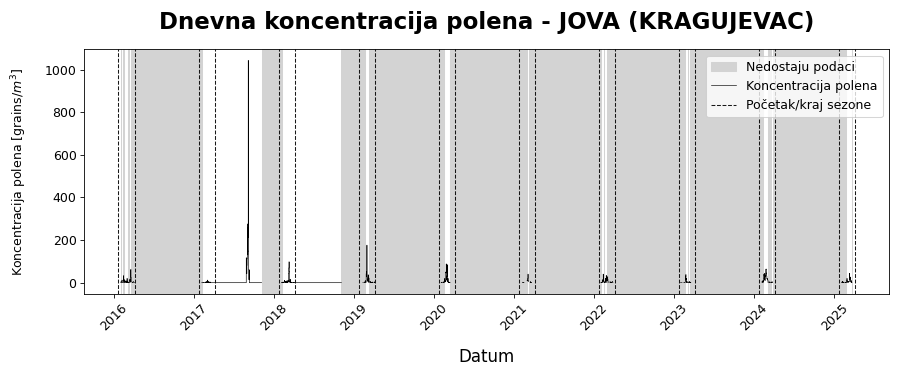 Dnevna koncentracija polena - JOVA (KRAGUJEVAC)
Koncentracija polena [grains/m³]
1000
800
600
400
200
0
Nedostaju podaci
Koncentracija polena
Početak/kraj sezone
2016
2017
2018
2019
2020
2021
2022
2023
2024
2025
Datum